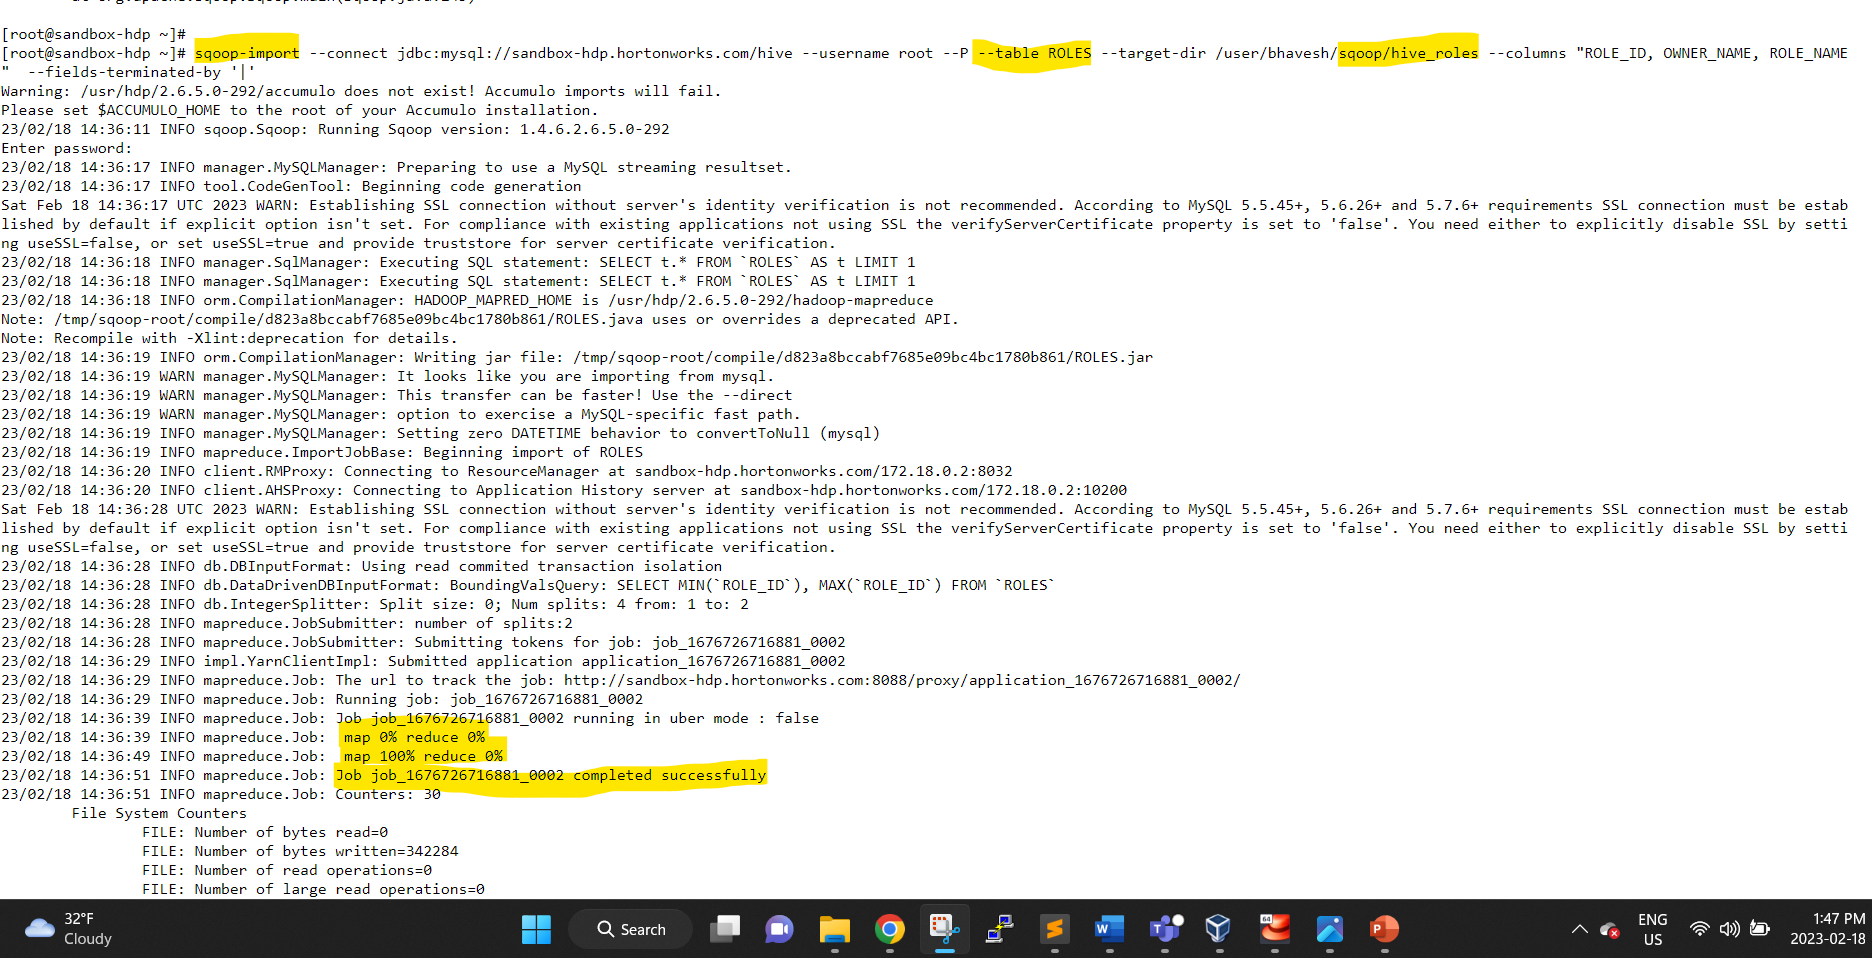 [root@sandbox-hdp ~]#
[root@sandbox-hdp ~]# sqoop-import --connect jdbc:mysql://sandbox-hdp.hortonworks.com/hive --username root --P --table ROLES --target-dir /user/bhavesh/sqoop/hive_roles --columns "ROLE_ID, OWNER_NAME, ROLE_NAME
"  --fields-terminated-by '|'
Warning: /usr/hdp/2.6.5.0-292/accumulo does not exist! Accumulo imports will fail.
Please set $ACCUMULO_HOME to the root of your Accumulo installation.
23/02/18 14:36:11 INFO sqoop.Sqoop: Running Sqoop version: 1.4.6.2.6.5.0-292
Enter password:
23/02/18 14:36:17 INFO manager.MySQLManager: Preparing to use a MySQL streaming resultset.
23/02/18 14:36:17 INFO tool.CodeGenTool: Beginning code generation
Sat Feb 18 14:36:17 UTC 2023 WARN: Establishing SSL connection without server's identity verification is not recommended. According to MySQL 5.5.45+, 5.6.26+ and 5.7.6+ requirements SSL connection must be estab
lished by default if explicit option isn't set. For compliance with existing applications not using SSL the verifyServerCertificate property is set to 'false'. You need either to explicitly disable SSL by setti
ng useSSL=false, or set useSSL=true and provide truststore for server certificate verification.
23/02/18 14:36:18 INFO manager.SqlManager: Executing SQL statement: SELECT t.* FROM `ROLES` AS t LIMIT 1
23/02/18 14:36:18 INFO manager.SqlManager: Executing SQL statement: SELECT t.* FROM `ROLES` AS t LIMIT 1
23/02/18 14:36:18 INFO orm.CompilationManager: HADOOP_MAPRED_HOME is /usr/hdp/2.6.5.0-292/hadoop-mapreduce
Note: /tmp/sqoop-root/compile/d823a8bccabf7685e09bc4bc1780b861/ROLES.java uses or overrides a deprecated API.
Note: Recompile with -Xlint:deprecation for details.
23/02/18 14:36:19 INFO orm.CompilationManager: Writing jar file: /tmp/sqoop-root/compile/d823a8bccabf7685e09bc4bc1780b861/ROLES.jar
23/02/18 14:36:19 WARN manager.MySQLManager: It looks like you are importing from mysql.
23/02/18 14:36:19 WARN manager.MySQLManager: This transfer can be faster! Use the --direct
23/02/18 14:36:19 WARN manager.MySQLManager: option to exercise a MySQL-specific fast path.
23/02/18 14:36:19 INFO manager.MySQLManager: Setting zero DATETIME behavior to convertToNull (mysql)
23/02/18 14:36:19 INFO mapreduce.ImportJobBase: Beginning import of ROLES
23/02/18 14:36:20 INFO client.RMProxy: Connecting to ResourceManager at sandbox-hdp.hortonworks.com/172.18.0.2:8032
23/02/18 14:36:20 INFO client.AHSProxy: Connecting to Application History server at sandbox-hdp.hortonworks.com/172.18.0.2:10200
Sat Feb 18 14:36:28 UTC 2023 WARN: Establishing SSL connection without server's identity verification is not recommended. According to MySQL 5.5.45+, 5.6.26+ and 5.7.6+ requirements SSL connection must be estab
lished by default if explicit option isn't set. For compliance with existing applications not using SSL the verifyServerCertificate property is set to 'false'. You need either to explicitly disable SSL by setti
ng useSSL=false, or set useSSL=true and provide truststore for server certificate verification.
23/02/18 14:36:28 INFO db.DBInputFormat: Using read commited transaction isolation
23/02/18 14:36:28 INFO db.DataDrivenDBInputFormat: BoundingValsQuery: SELECT MIN(`ROLE_ID`), MAX(`ROLE_ID`) FROM `ROLES`
23/02/18 14:36:28 INFO db.IntegerSplitter: Split size: 0; Num splits: 4 from: 1 to: 2
23/02/18 14:36:28 INFO mapreduce.JobSubmitter: number of splits:2
23/02/18 14:36:28 INFO mapreduce.JobSubmitter: Submitting tokens for job: job_1676726716881_0002
23/02/18 14:36:29 INFO impl.YarnClientImpl: Submitted application application_1676726716881_0002
23/02/18 14:36:29 INFO mapreduce.Job: The url to track the job: http://sandbox-hdp.hortonworks.com:8088/proxy/application_1676726716881_0002/
23/02/18 14:36:29 INFO mapreduce.Job: Running job: job_1676726716881_0002
23/02/18 14:36:39 INFO mapreduce.Job: Job job_1676726716881_0002 running in uber mode : false
23/02/18 14:36:39 INFO mapreduce.Job:  map 0% reduce 0%
23/02/18 14:36:49 INFO mapreduce.Job:  map 100% reduce 0%
23/02/18 14:36:51 INFO mapreduce.Job: Job job_1676726716881_0002 completed successfully
23/02/18 14:36:51 INFO mapreduce.Job: Counters: 30
File System Counters
FILE: Number of bytes read=0
FILE: Number of bytes written=342284
FILE: Number of read operations=0
FILE: Number of large read operations=0
32°F
Cloudy
Search
64
ENG
US
1:47 PM
2023-02-18